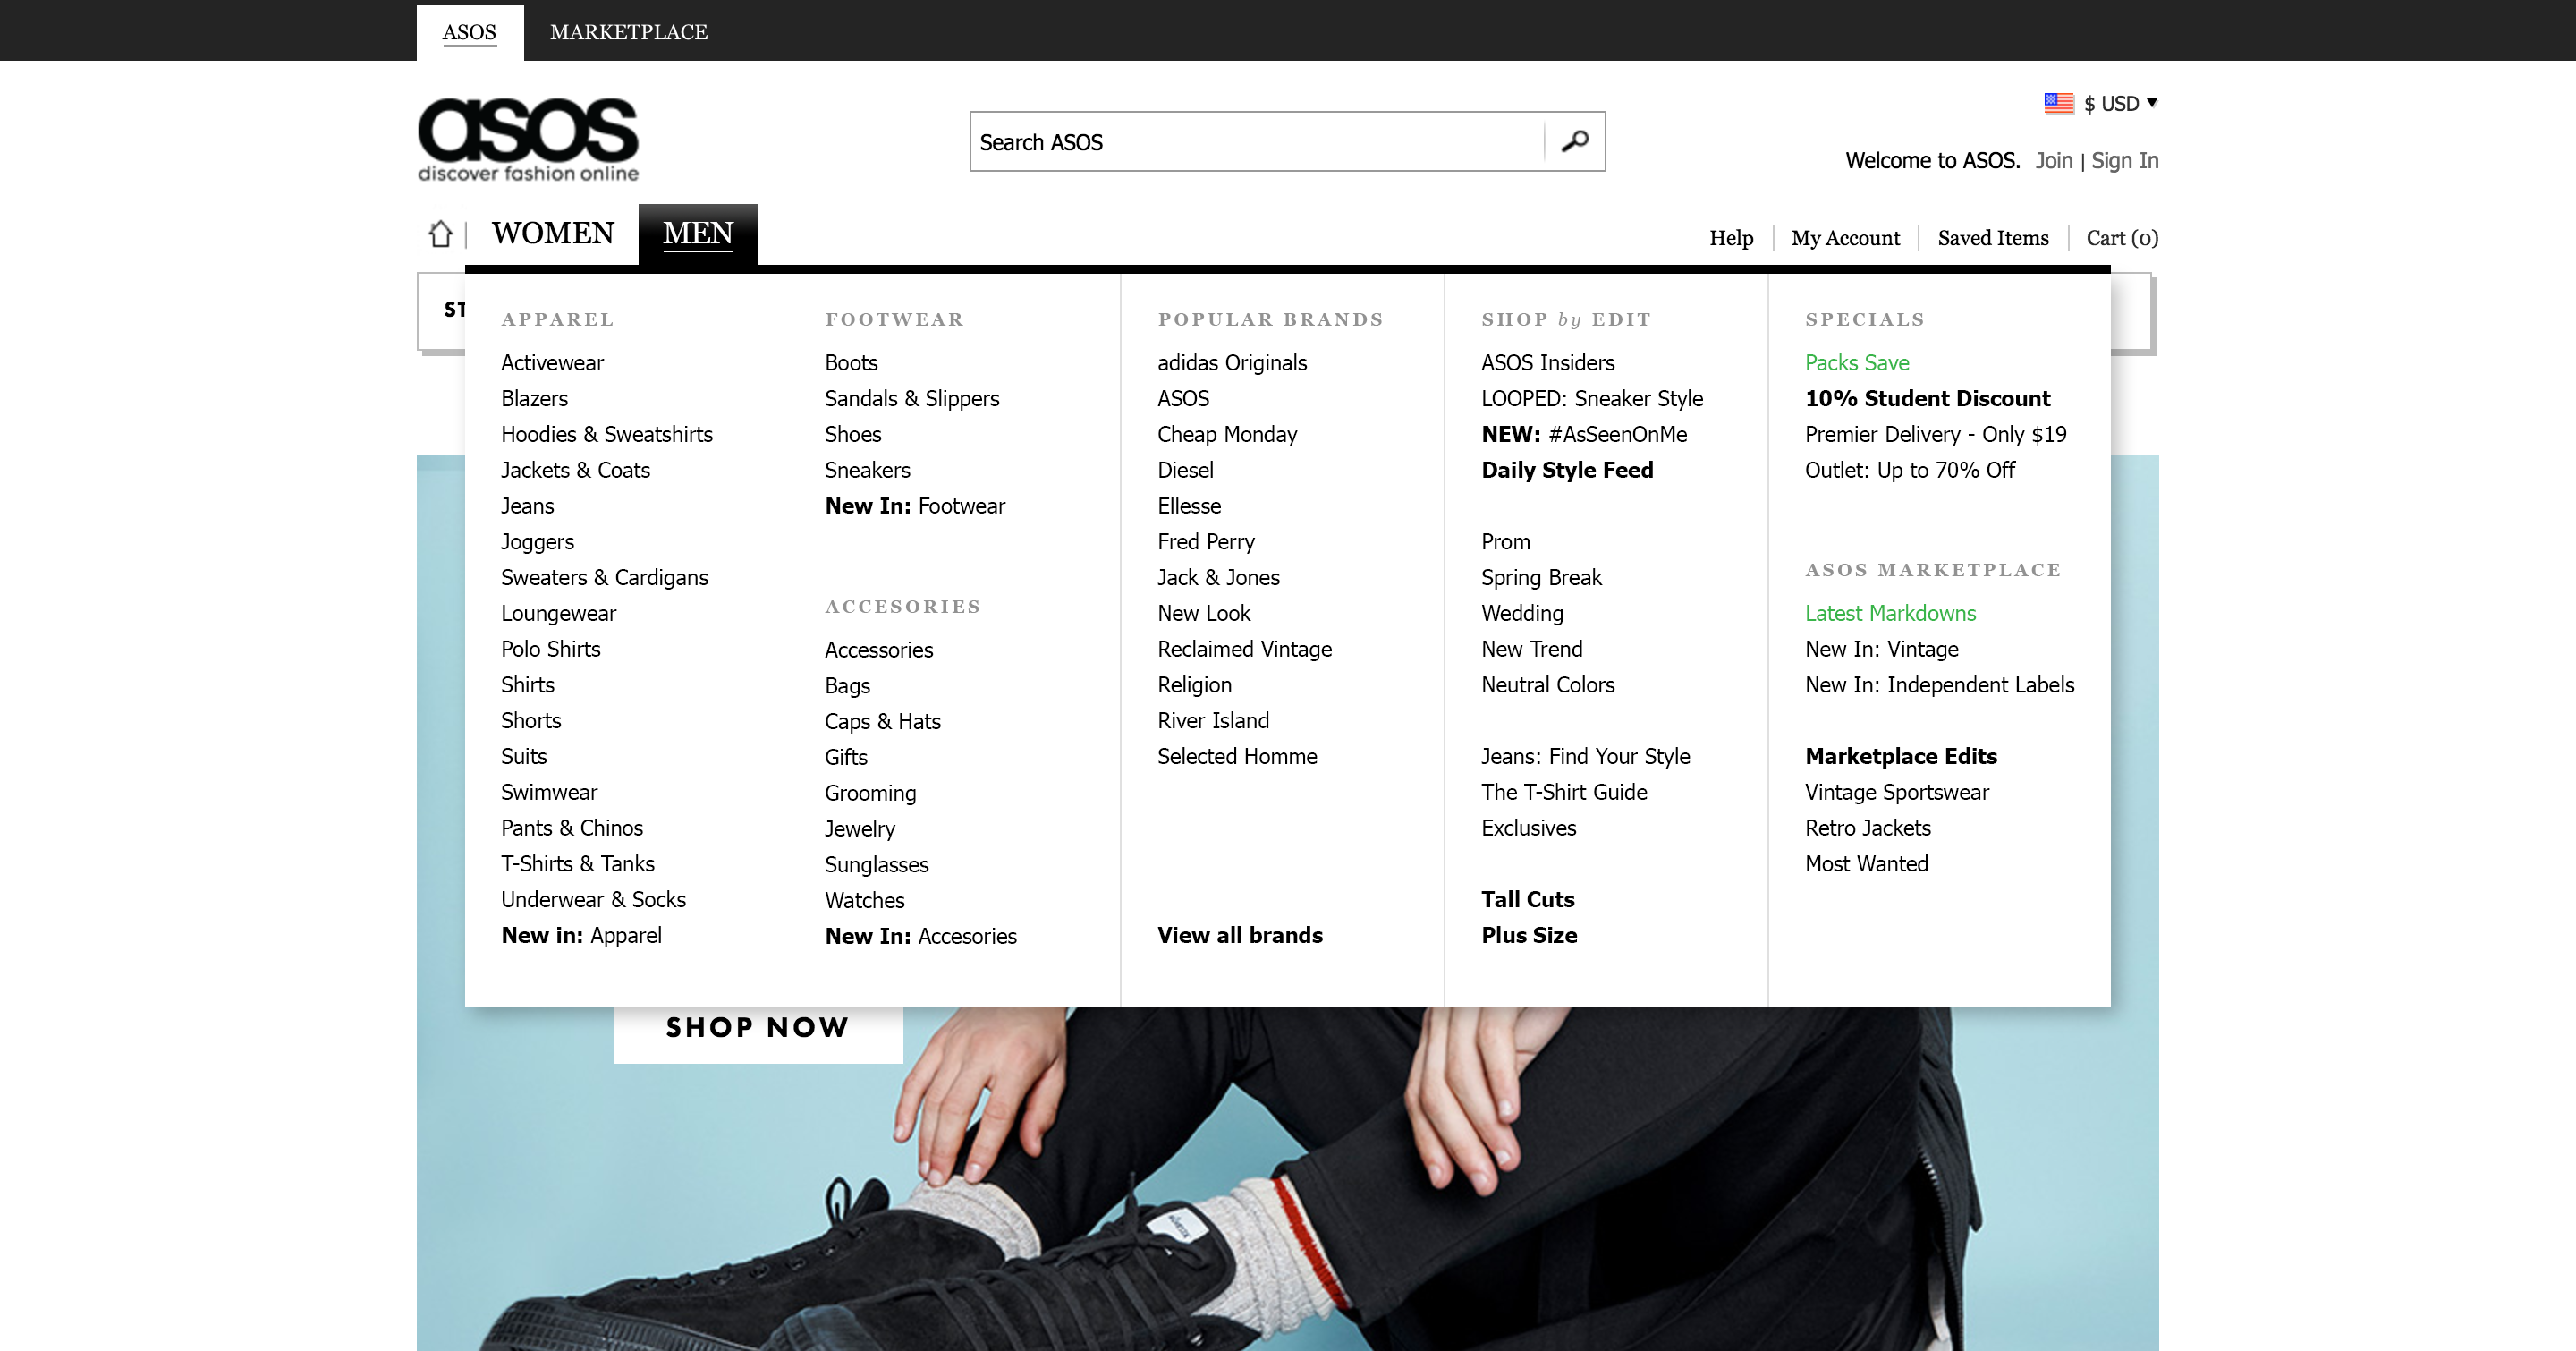 ASOS
MARKETPLACE
asos
discover fashion online
Search ASOS
$ USD
Welcome to ASOS. Join | Sign In
WOMEN
MEN
Help
My Account
Saved Items
Cart (0)
ST
APPAREL
Activewear
Blazers
Hoodies & Sweatshirts
Jackets & Coats
Jeans
Joggers
Sweaters & Cardigans
Loungewear
Polo Shirts
Shirts
Shorts
Suits
Swimwear
Pants & Chinos
T-Shirts & Tanks
Underwear & Socks
New in: Apparel
FOOTWEAR
Boots
Sandals & Slippers
Shoes
Sneakers
New In: Footwear
ACCESORIES
Accessories
Bags
Caps & Hats
Gifts
Grooming
Jewelry
Sunglasses
Watches
New In: Accesories
POPULAR BRANDS
adidas Originals
ASOS
Cheap Monday
Diesel
Ellesse
Fred Perry
Jack & Jones
New Look
Reclaimed Vintage
Religion
River Island
Selected Homme
View all brands
SHOP by EDIT
ASOS Insiders
LOOPED: Sneaker Style
NEW: #AsSeenOnMe
Daily Style Feed
Prom
Spring Break
Wedding
New Trend
Neutral Colors
Jeans: Find Your Style
The T-Shirt Guide
Exclusives
Tall Cuts
Plus Size
SPECIALS
Packs Save
10% Student Discount
Premier Delivery - Only $19
Outlet: Up to 70% Off
ASOS MARKETPLACE
Latest Markdowns
New In: Vintage
New In: Independent Labels
Marketplace Edits
Vintage Sportswear
Retro Jackets
Most Wanted
SHOP NOW